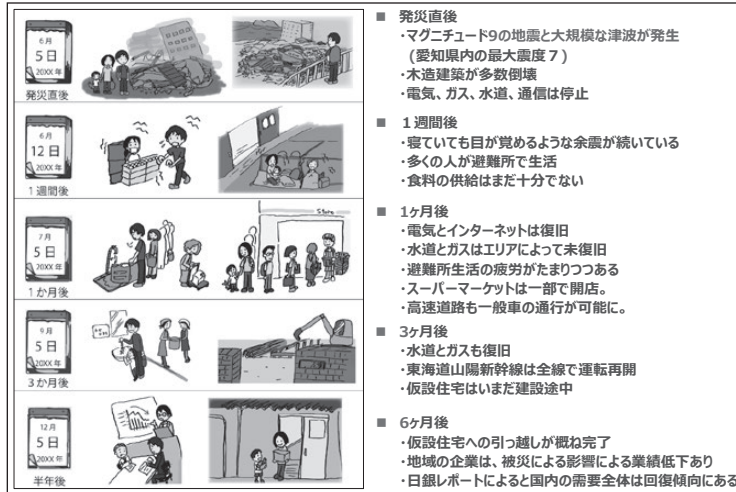 6月
5日
20XX年
発災直後
6月
12日
20XX年
1週間後
7月
5日
20XX年
1か月後
Store
9月
5日
20XX年
3か月後
12月
5日
20XX年
半年後
■ 発災直後
・マグニチュード9の地震と大規模な津波が発生
(愛知県内の最大震度7)
・木造建築が多数倒壊
・電気、ガス、水道、通信は停止
■ 1週間後
・寝ていても目が覚めるような余震が続いている
・多くの人が避難所で生活
・食料の供給はまだ十分でない
■ 1ヶ月後
・電気とインターネットは復旧
・水道とガスはエリアによって未復旧
・避難所生活の疲労がたまりつつある
・スーパーマーケットは一部で開店。
・高速道路も一般車の通行が可能に。
■ 3ヶ月後
・水道とガスも復旧
・東海道山陽新幹線は全線で運転再開
・仮設住宅はいまだ建設途中
■ 6ヶ月後
・仮設住宅への引っ越しが概ね完了
・地域の企業は、被災による影響による業績低下あり
・日銀レポートによると国内の需要全体は回復傾向にある